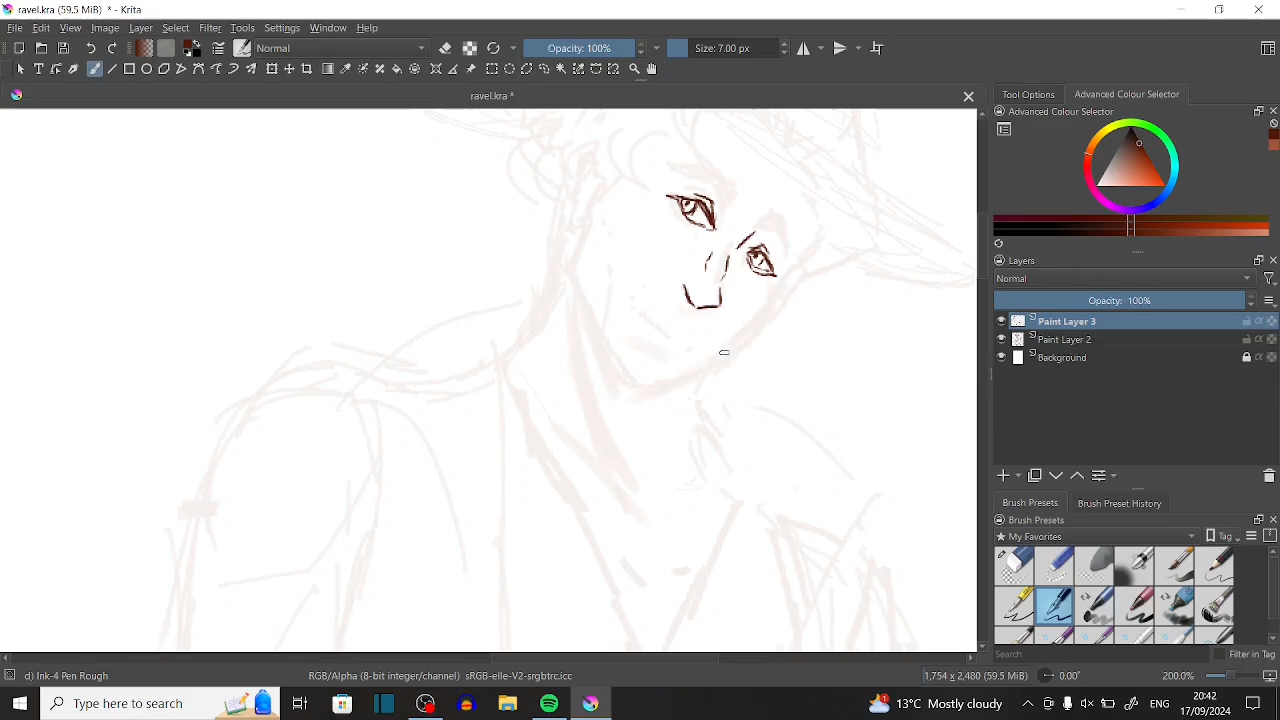 ravel.kra (59.5 MiB) * - Krita
File Edit View Image Layer Select Filter Tools Settings Window Help
Normal Opacity: 100% Size: 7.00 px
ravel.kra * Tool Options Advanced Colour Selector
Advanced Colour Selector
Layers
Normal
Opacity: 100%
Paint Layer 3
Paint Layer 2
Background
Brush Presets Brush Preset History
Brush Presets
My Favorites Tag
Search Filter in Tag
d) Ink-4 Pen Rough RGB/Alpha (8-bit integer/channel) sRGB-elle-V2-srgbtrc.icc 1,754 x 2,480 (59.5 MiB) 0.00° 200.0%
Type here to search 13°C Mostly cloudy ENG 20:42
17/09/2024